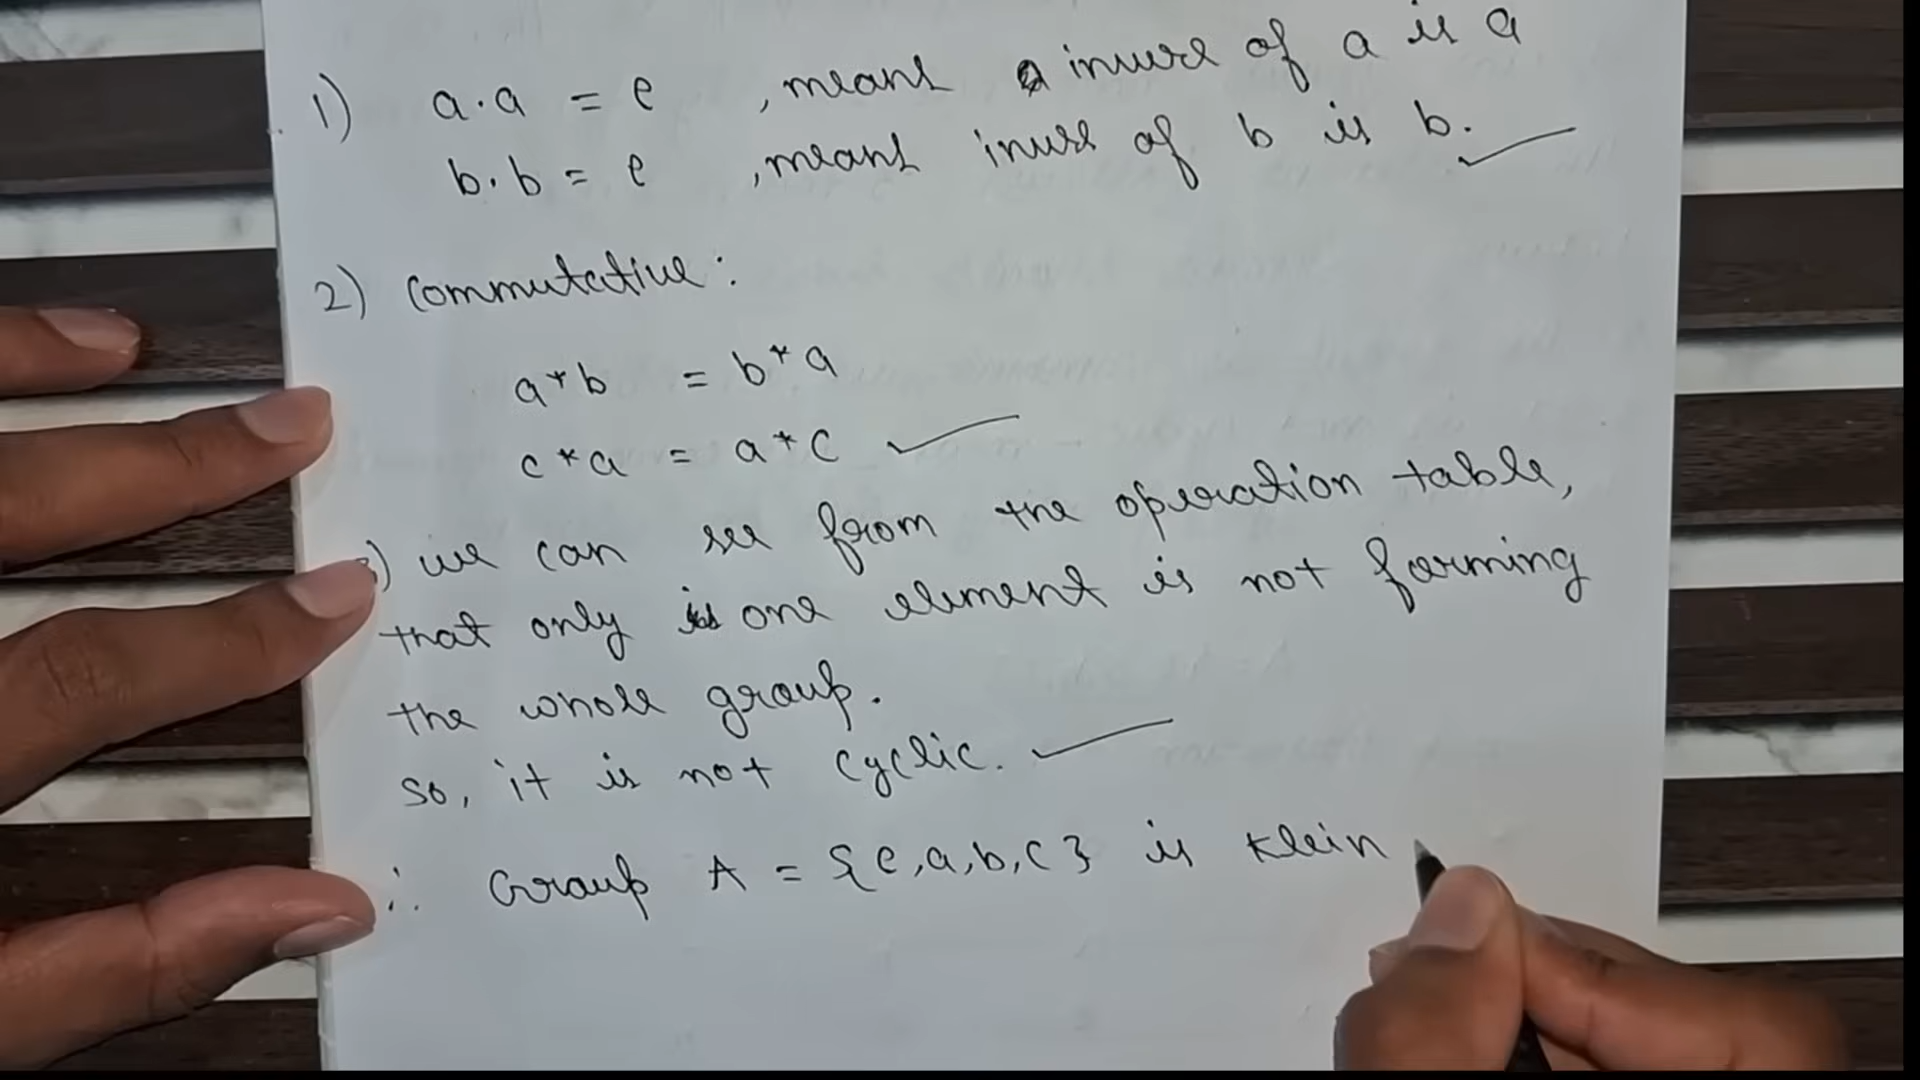 1) a·a = e , means inverse of a is a
b·b = e , means inverse of b is b.
2) Commutative:
a*b = b*a
c*a = a*c
) we can see from the operation table,
that only one element is not forming
the whole group.
so, it is not cyclic.
∴ Group A = {e,a,b,c} is Klein